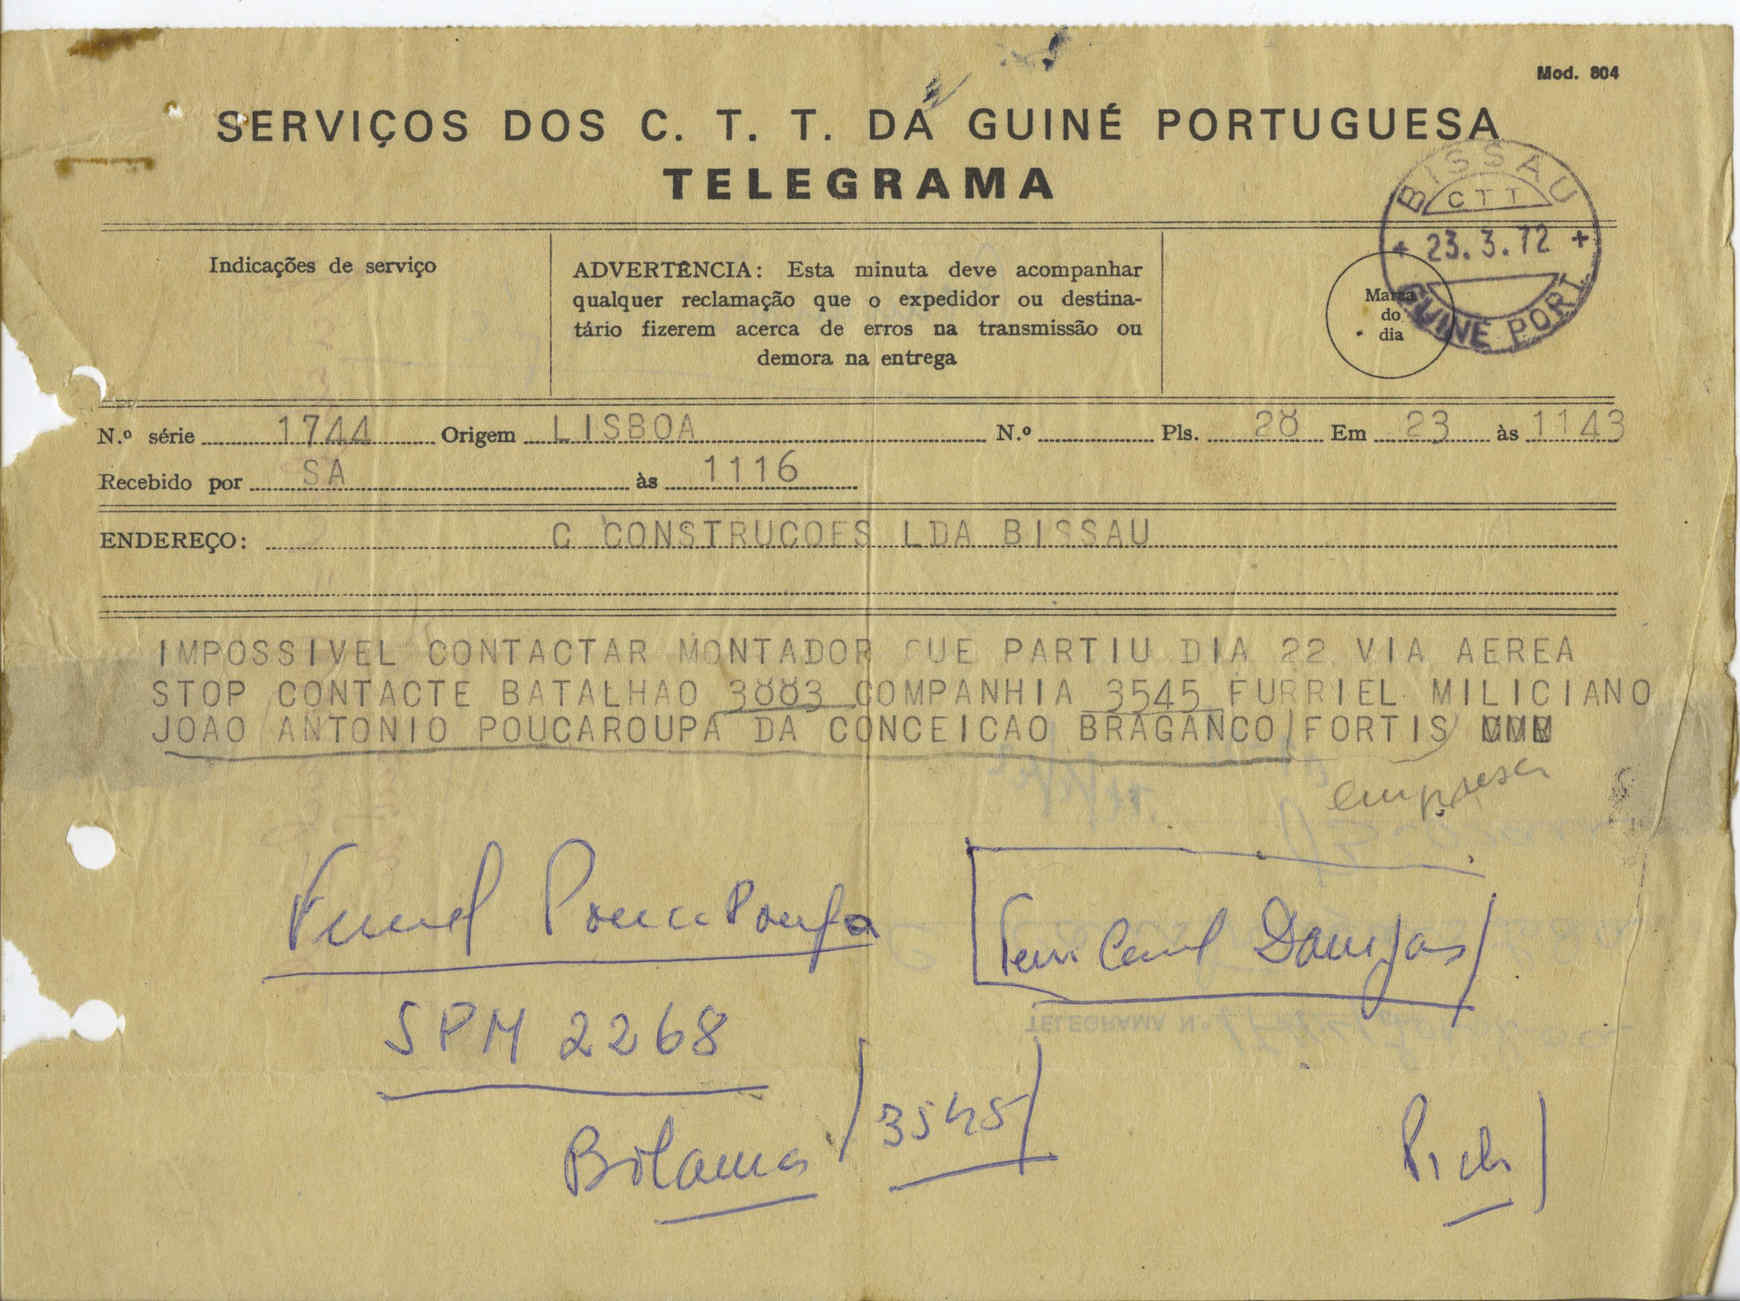 Mod. 804
SERVIÇOS DOS C. T. T. DA GUINÉ PORTUGUESA
TELEGRAMA
BISSAU
CTT
+ 23.3.72 +
GUINÉ PORT.
Indicações de serviço
ADVERTÊNCIA: Esta minuta deve acompanhar
qualquer reclamação que o expedidor ou destina-
tário fizerem acerca de erros na transmissão ou
demora na entrega
Marca
do
dia
N.º série 1744 Origem LISBOA N.º Pls. 28 Em 23 às 1143
Recebido por SA às 1116
ENDEREÇO: C CONSTRUCOES LDA BISSAU
IMPOSSIVEL CONTACTAR MONTADOR QUE PARTIU DIA 22 VIA AEREA
STOP CONTACTE BATALHAO 3883 COMPANHIA 3545 FURRIEL MILICIANO
JOAO ANTONIO POUCAROUPA DA CONCEICAO BRAGANCO/FORTIS/
empresa
SPM 2268
Bolama / 3545 /
TELEGRAMA N.